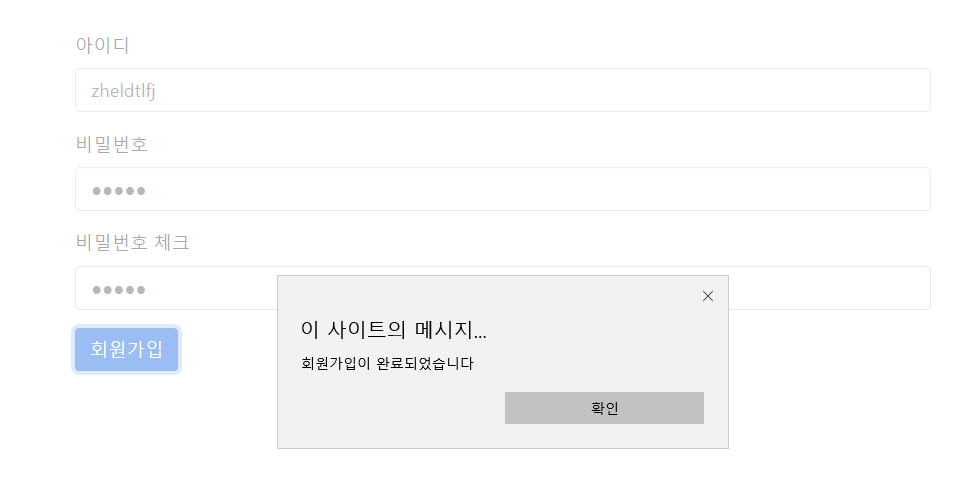 아이디
zheldtlfj
비밀번호
●●●●●
비밀번호 체크
●●●●●
이 사이트의 메시지...
회원가입
회원가입이 완료되었습니다
확인